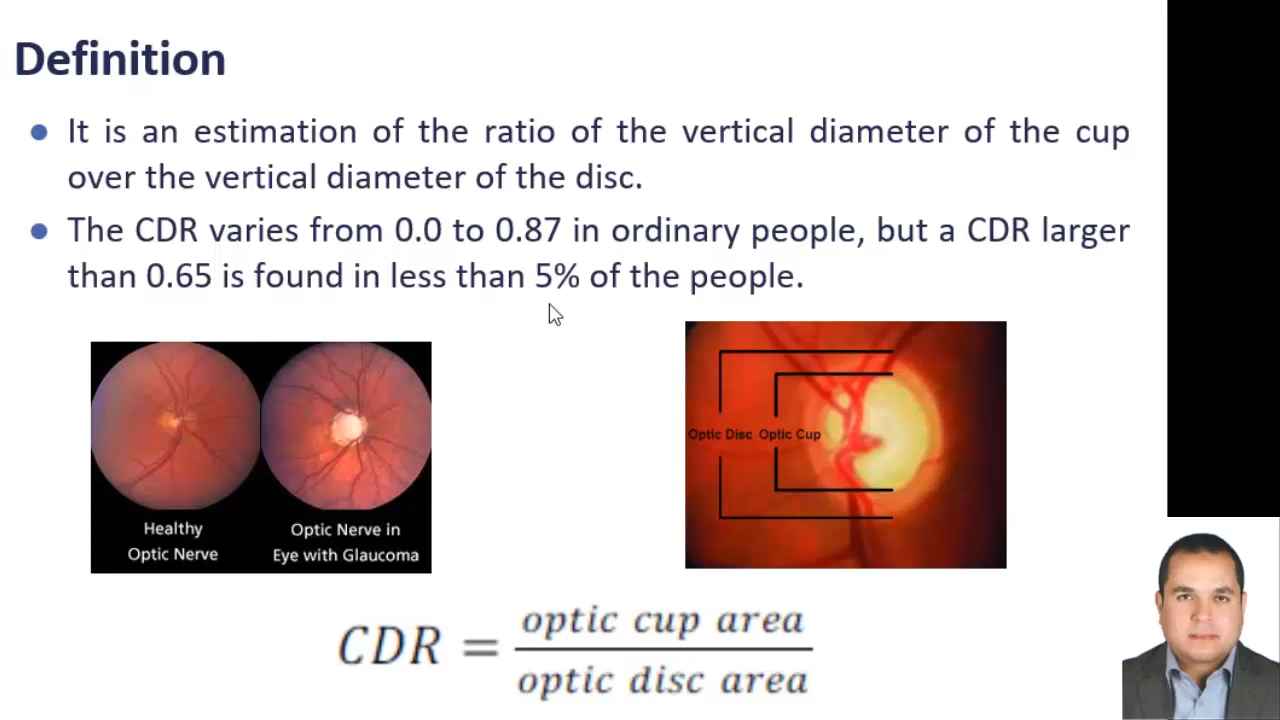 Definition
● It is an estimation of the ratio of the vertical diameter of the cup
over the vertical diameter of the disc.
● The CDR varies from 0.0 to 0.87 in ordinary people, but a CDR larger
than 0.65 is found in less than 5% of the people.
Healthy
Optic Nerve
Optic Nerve in
Eye with Glaucoma
Optic Disc Optic Cup
CDR = optic cup area
optic disc area